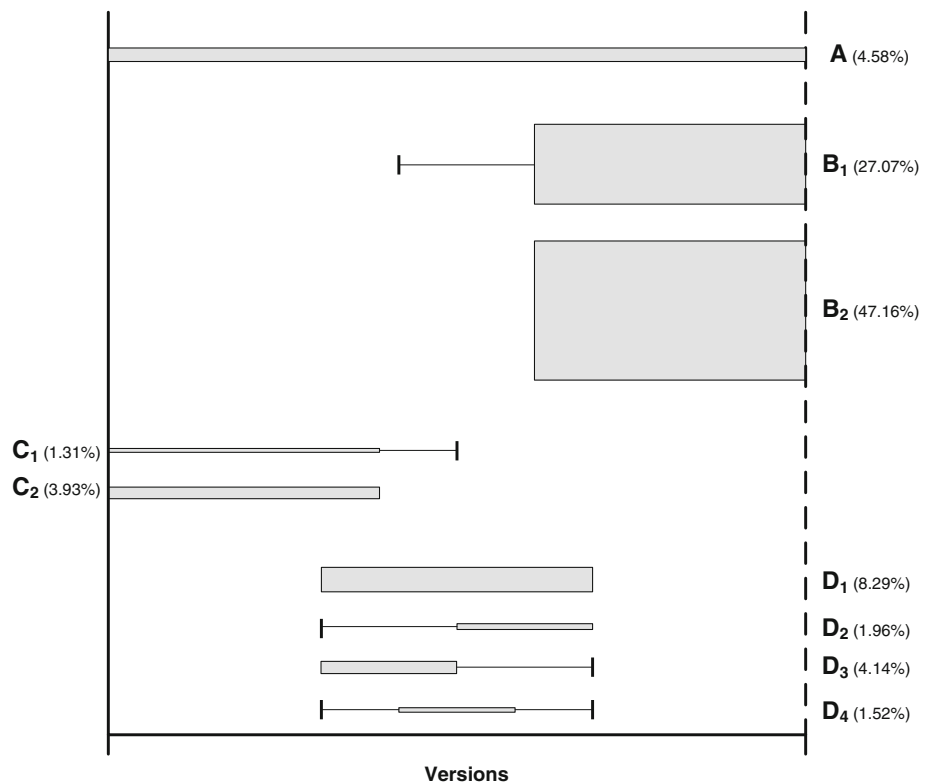 A (4.58%)
B₁ (27.07%)
B₂ (47.16%)
C₁ (1.31%)
C₂ (3.93%)
D₁ (8.29%)
D₂ (1.96%)
D₃ (4.14%)
D₄ (1.52%)
Versions